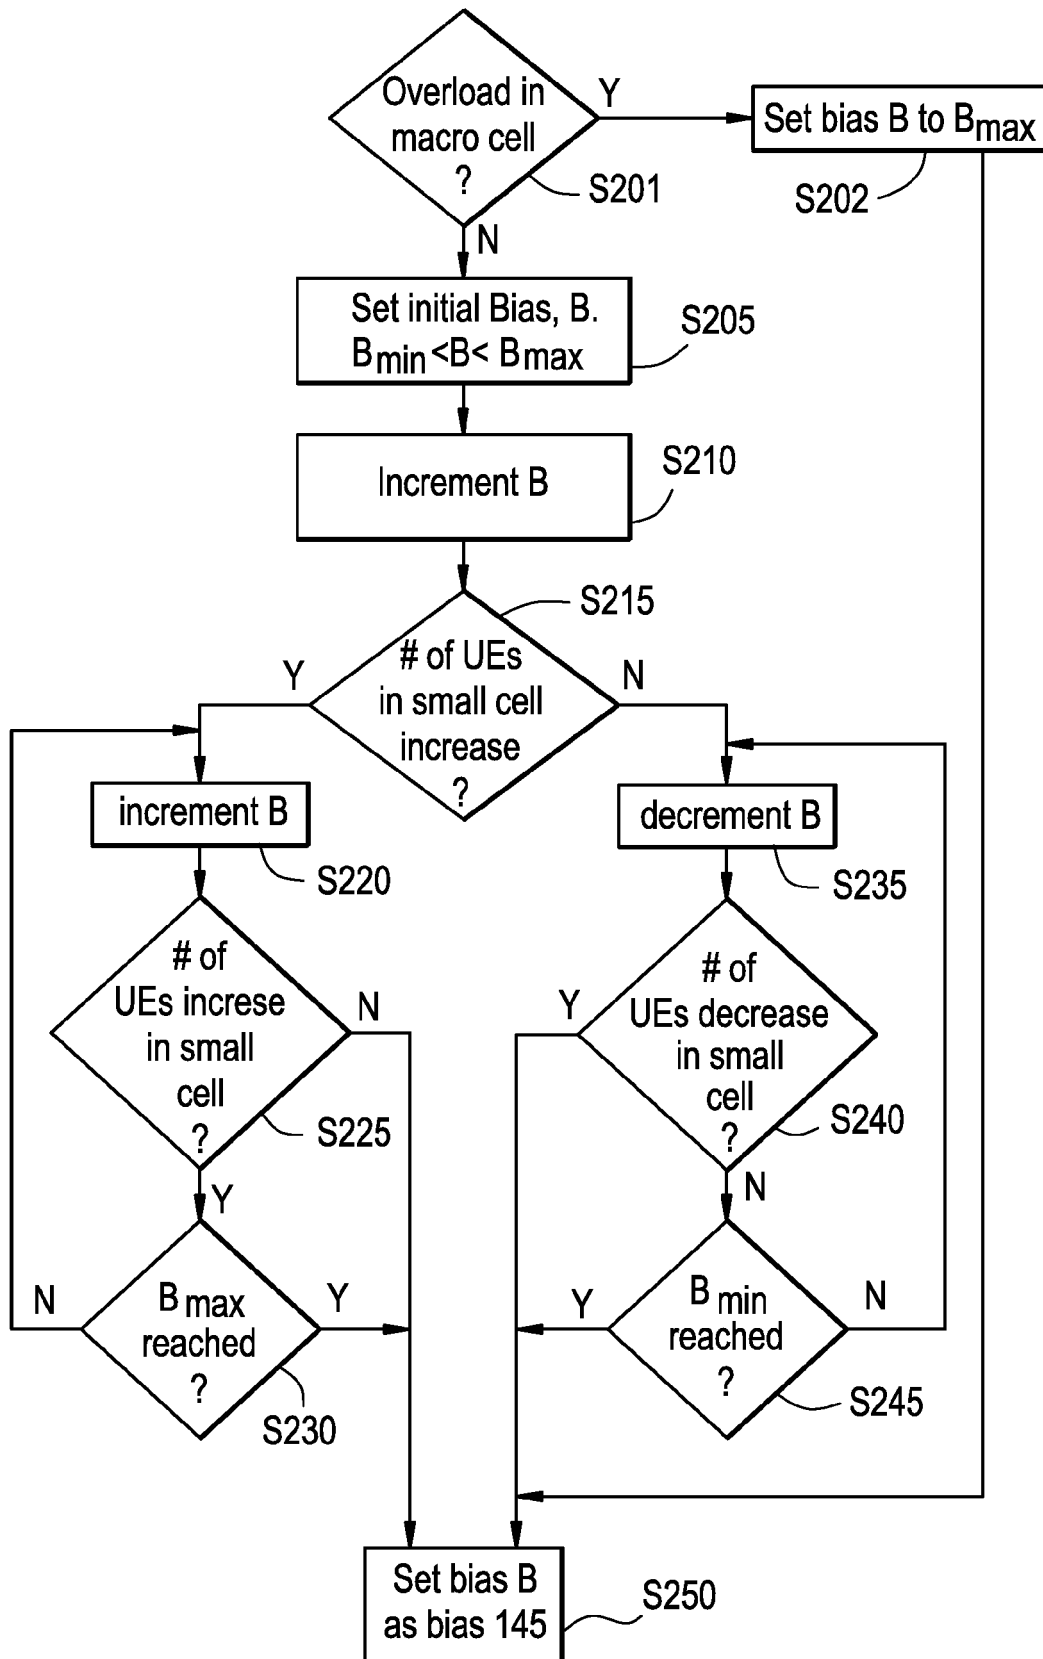 Overload in
macro cell
?
Y
S201
Set bias B to Bmax
S202
N
Set initial Bias, B.
Bmin <B< Bmax
S205
Increment B
S210
S215
# of UEs
in small cell
increase
?
Y
N
increment B
S220
decrement B
S235
# of
UEs increse
in small
cell
?
N
S225
Y
# of
UEs decrease
in small
cell
?
Y
S240
N
B max
reached
?
N
Y
S230
B min
reached
?
Y
N
S245
Set bias B
as bias 145
S250